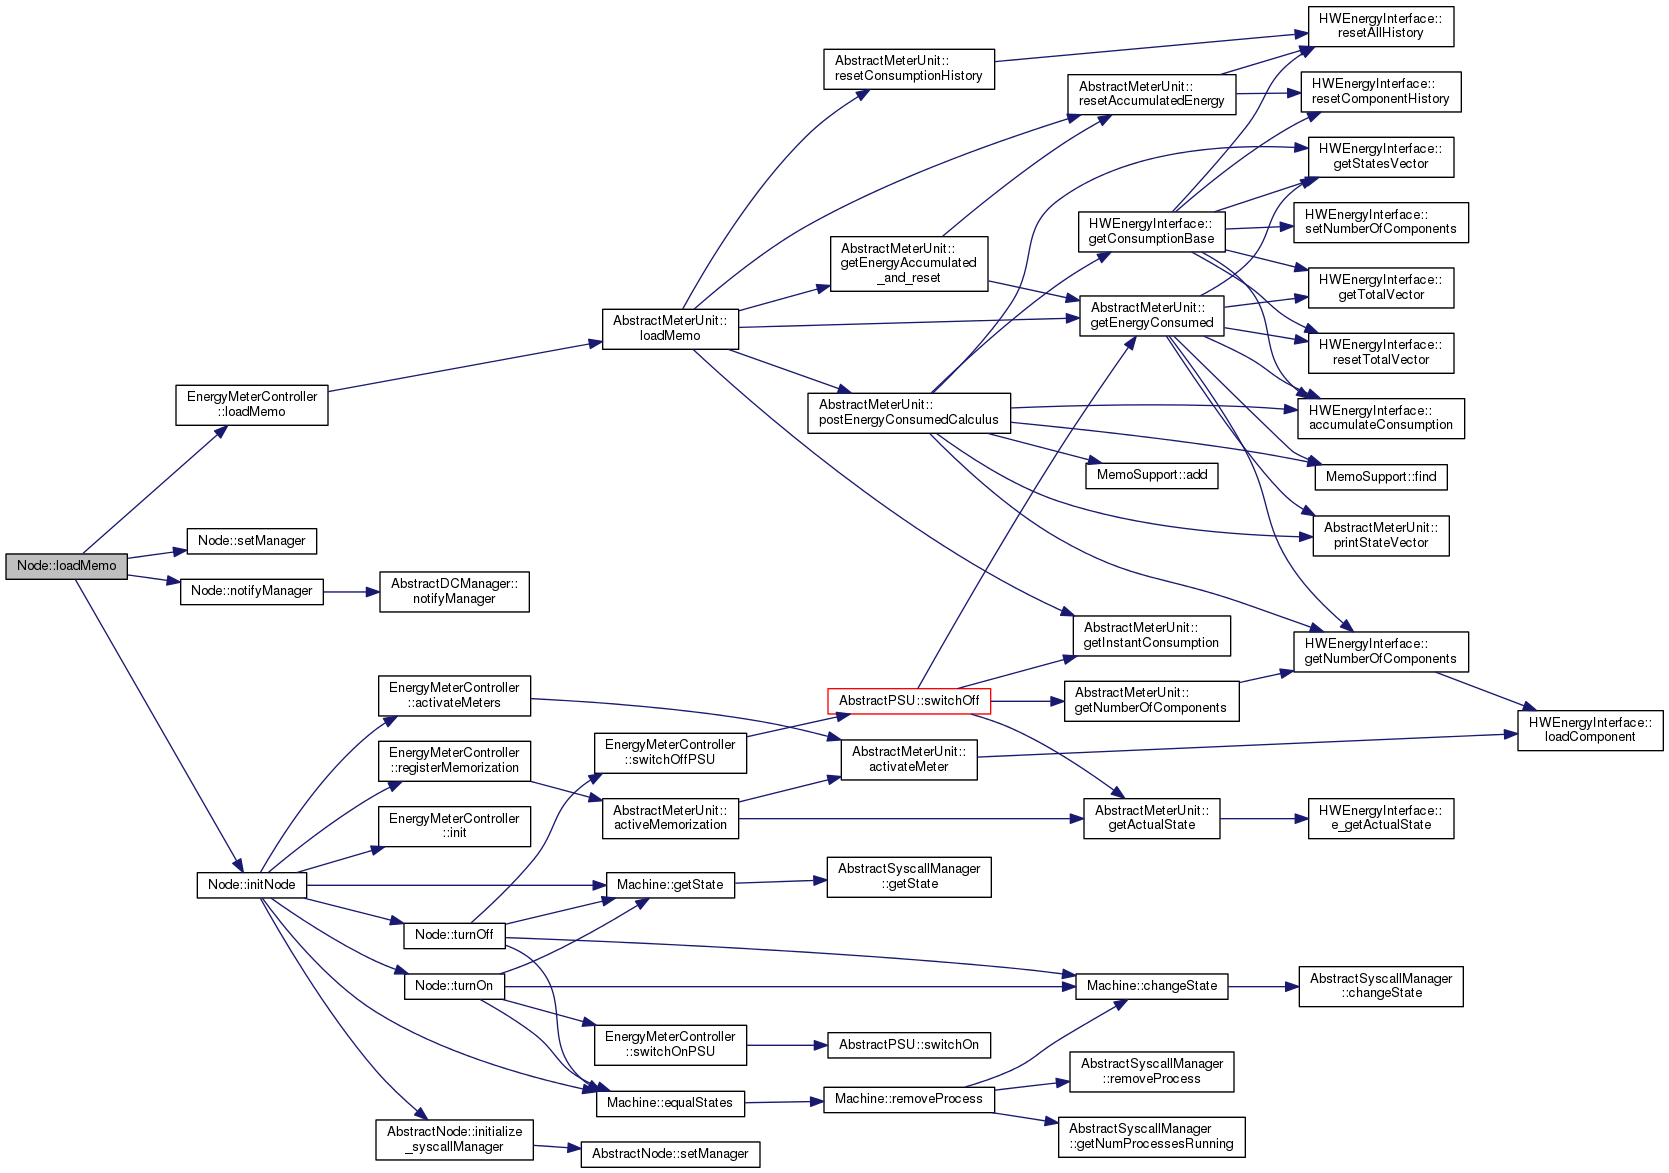 Node::loadMemo
EnergyMeterController
::loadMemo
Node::setManager
Node::notifyManager
Node::initNode
AbstractDCManager::
notifyManager
EnergyMeterController
::activateMeters
EnergyMeterController
::registerMemorization
EnergyMeterController
::init
Node::turnOff
Node::turnOn
AbstractNode::initialize
_syscallManager
AbstractMeterUnit::
loadMemo
EnergyMeterController
::switchOffPSU
AbstractMeterUnit::
activeMemorization
Machine::getState
EnergyMeterController
::switchOnPSU
Machine::equalStates
AbstractNode::setManager
AbstractMeterUnit::
resetConsumptionHistory
AbstractMeterUnit::
getEnergyAccumulated
_and_reset
AbstractMeterUnit::
postEnergyConsumedCalculus
AbstractPSU::switchOff
AbstractMeterUnit::
activateMeter
AbstractSyscallManager
::getState
AbstractPSU::switchOn
Machine::removeProcess
AbstractMeterUnit::
resetAccumulatedEnergy
HWEnergyInterface::
getConsumptionBase
AbstractMeterUnit::
getEnergyConsumed
MemoSupport::add
AbstractMeterUnit::
getInstantConsumption
AbstractMeterUnit::
getNumberOfComponents
AbstractMeterUnit::
getActualState
Machine::changeState
AbstractSyscallManager
::removeProcess
AbstractSyscallManager
::getNumProcessesRunning
HWEnergyInterface::
resetAllHistory
HWEnergyInterface::
resetComponentHistory
HWEnergyInterface::
getStatesVector
HWEnergyInterface::
setNumberOfComponents
HWEnergyInterface::
getTotalVector
HWEnergyInterface::
resetTotalVector
HWEnergyInterface::
accumulateConsumption
MemoSupport::find
AbstractMeterUnit::
printStateVector
HWEnergyInterface::
getNumberOfComponents
HWEnergyInterface::
loadComponent
HWEnergyInterface::
e_getActualState
AbstractSyscallManager
::changeState